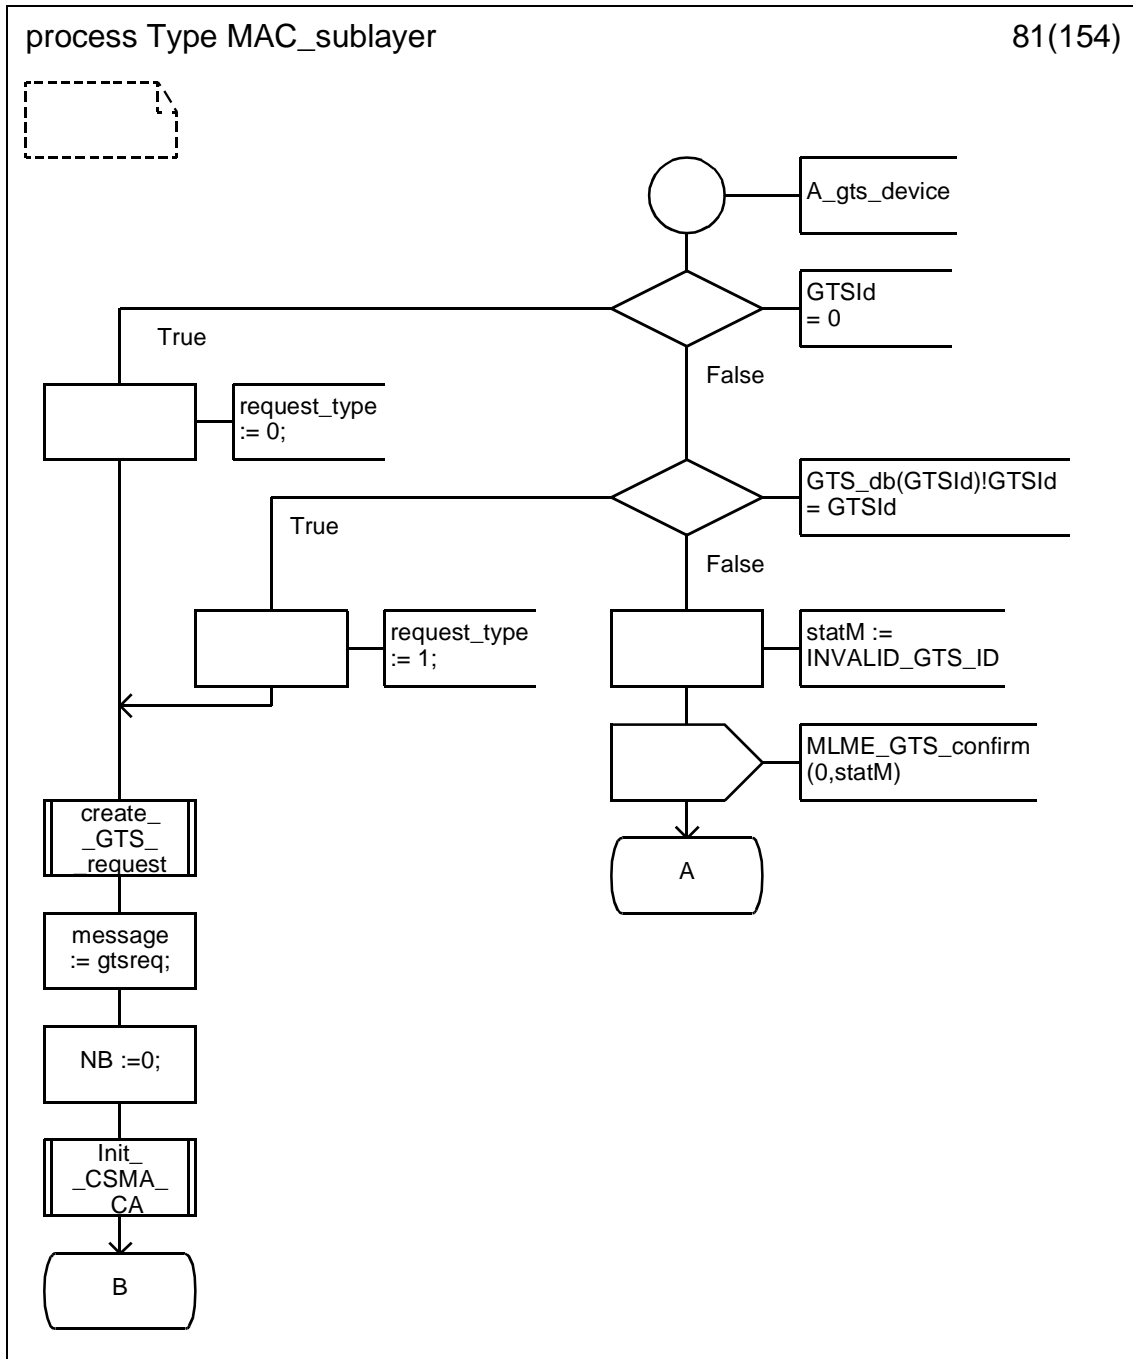 process Type MAC_sublayer
81(154)
A_gts_device
GTSId
= 0
True
False
request_type
:= 0;
GTS_db(GTSId)!GTSId
= GTSId
True
False
request_type
:= 1;
statM :=
INVALID_GTS_ID
MLME_GTS_confirm
(0,statM)
create_
_GTS_
_request
A
message
:= gtsreq;
NB :=0;
Init_
_CSMA_
_CA
B